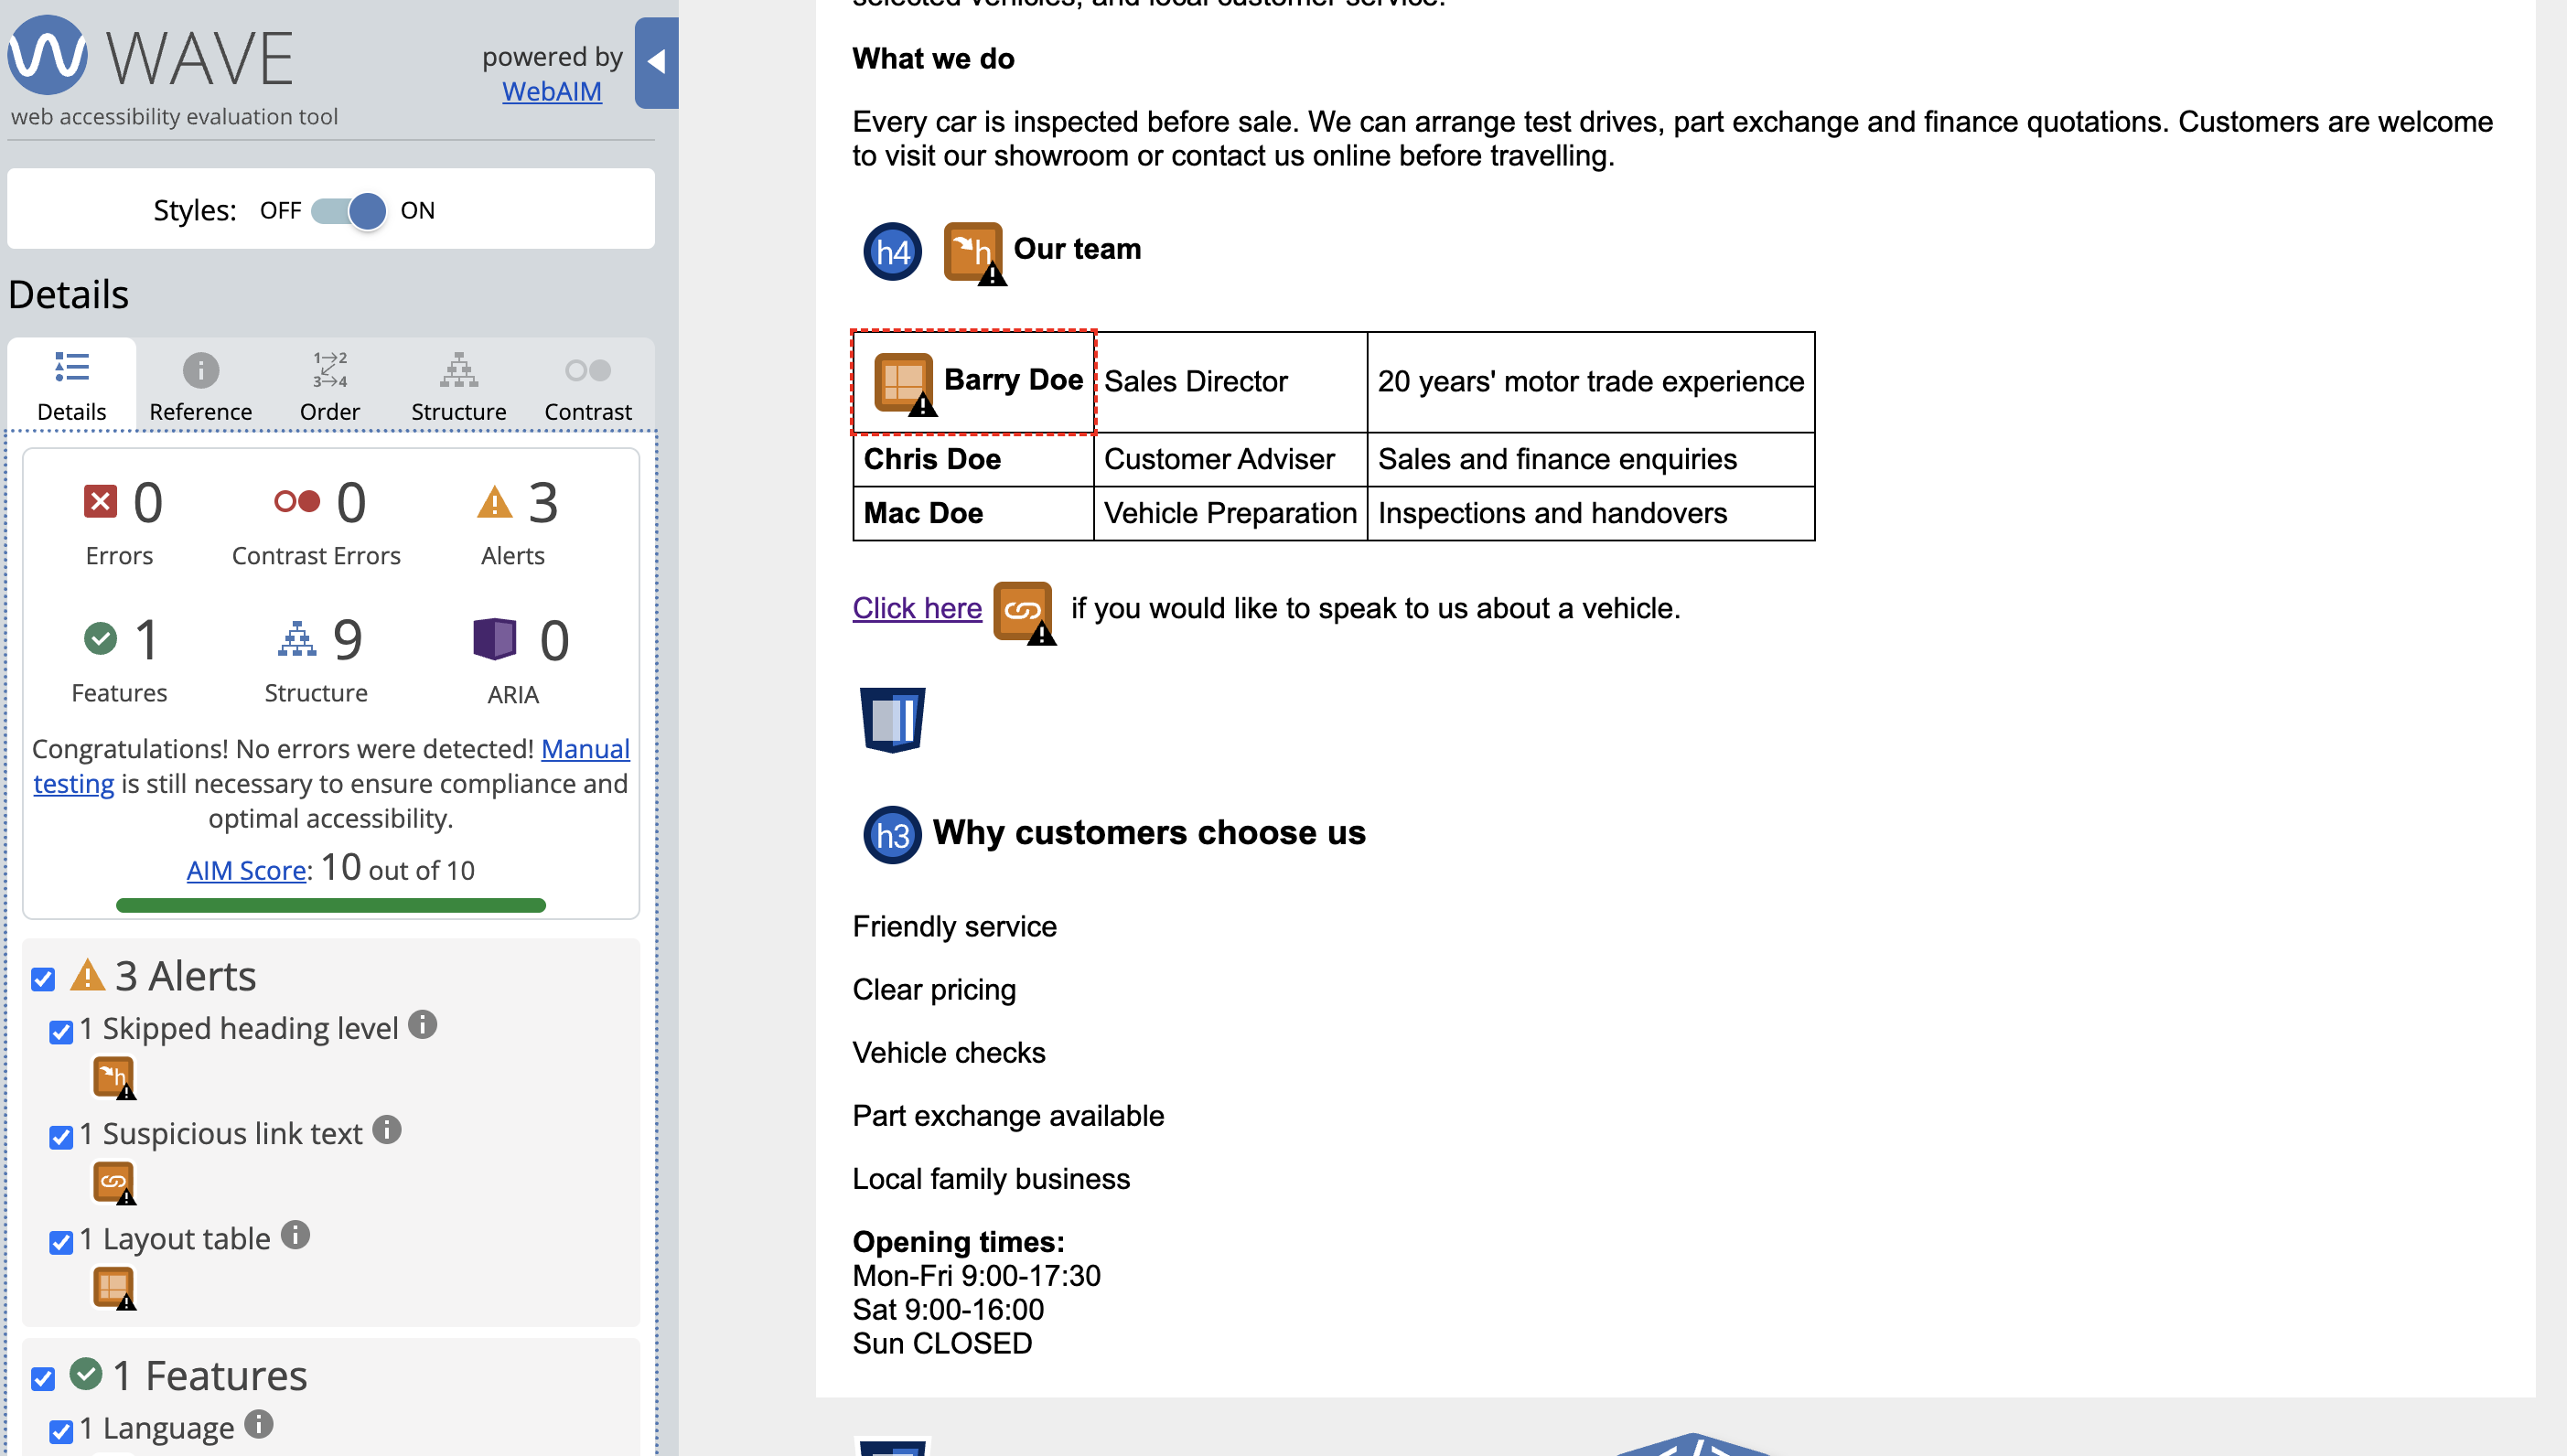 WAVE
powered by
WebAIM
web accessibility evaluation tool
Styles: OFF ON
Details
Details Reference Order Structure Contrast
0 Errors
0 Contrast Errors
3 Alerts
1 Features
9 Structure
0 ARIA
Congratulations! No errors were detected! Manual
testing is still necessary to ensure compliance and
optimal accessibility.
AIM Score: 10 out of 10
3 Alerts
1 Skipped heading level
1 Suspicious link text
1 Layout table
1 Features
1 Language
selected vehicles, and local customer service.
What we do
Every car is inspected before sale. We can arrange test drives, part exchange and finance quotations. Customers are welcome
to visit our showroom or contact us online before travelling.
h4 h Our team
Barry Doe Sales Director 20 years' motor trade experience
Chris Doe Customer Adviser Sales and finance enquiries
Mac Doe Vehicle Preparation Inspections and handovers
Click here if you would like to speak to us about a vehicle.
h3 Why customers choose us
Friendly service
Clear pricing
Vehicle checks
Part exchange available
Local family business
Opening times:
Mon-Fri 9:00-17:30
Sat 9:00-16:00
Sun CLOSED